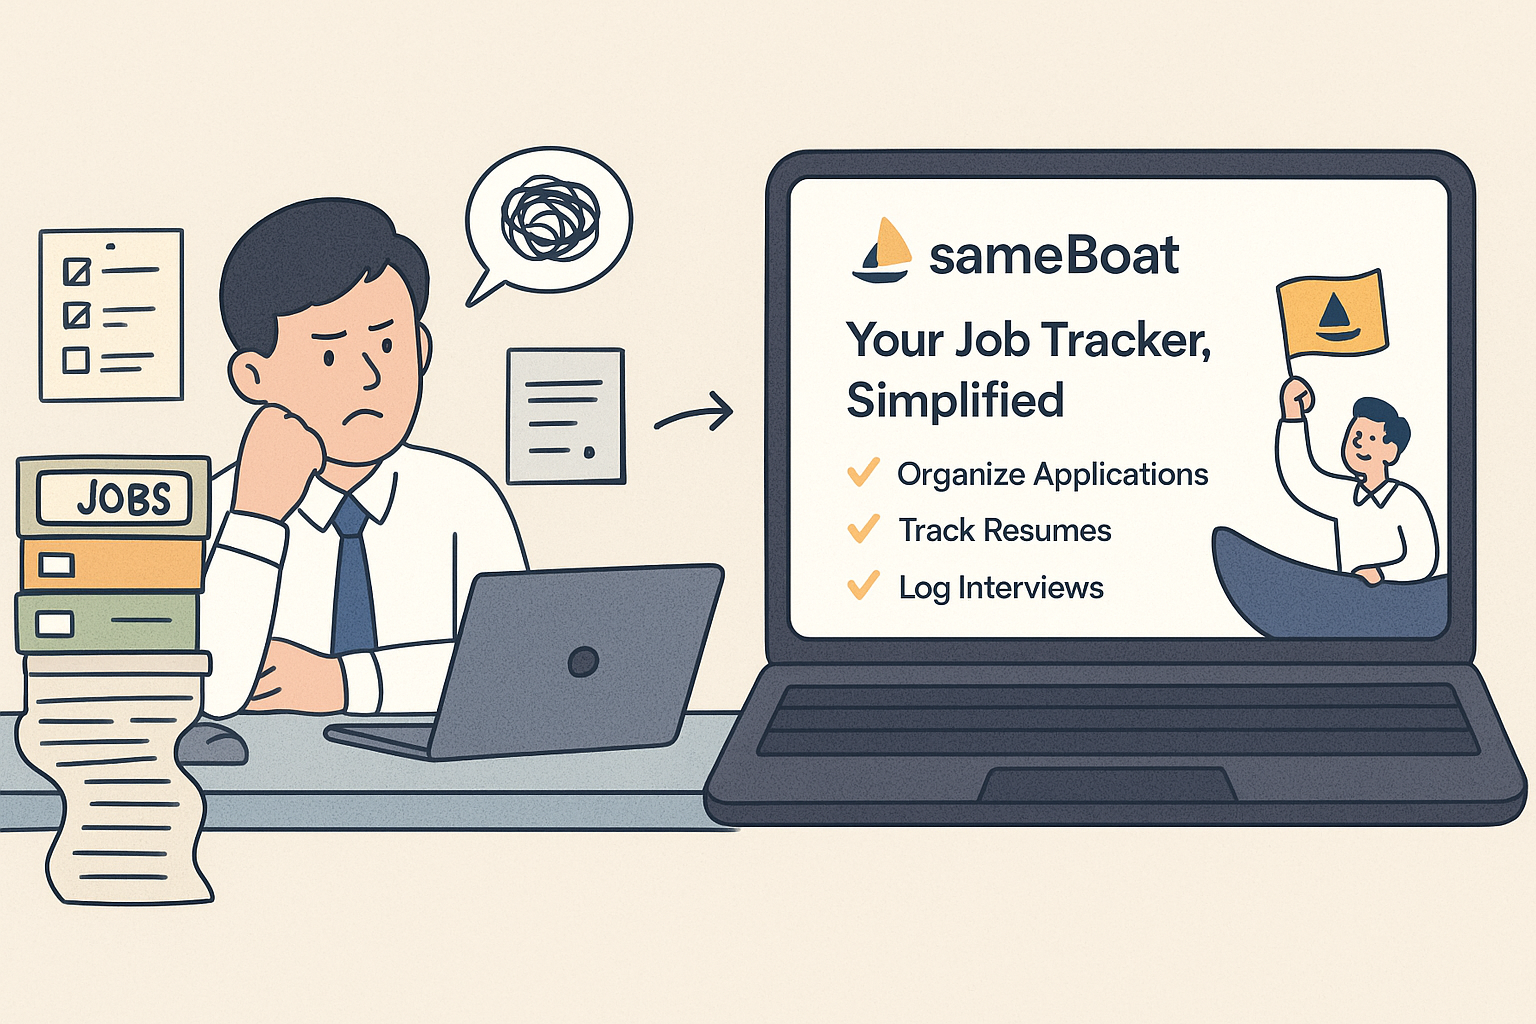 JOBS
sameBoat
Your Job Tracker,
Simplified
Organize Applications
Track Resumes
Log Interviews